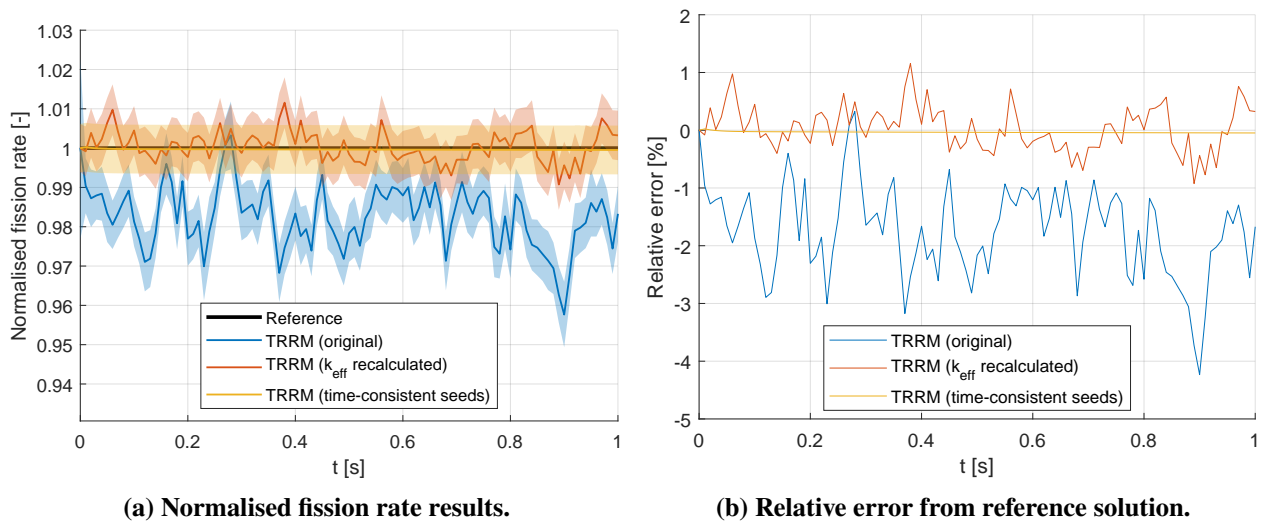 1.03
1.02
1.01
1
0.99
0.98
0.97
0.96
0.95
0.94
Normalised fission rate [-]
Reference
TRRM (original)
TRRM (k_eff recalculated)
TRRM (time-consistent seeds)
0 0.2 0.4 0.6 0.8 1
t [s]
(a) Normalised fission rate results.
2
1
0
-1
-2
-3
-4
-5
Relative error [%]
TRRM (original)
TRRM (k_eff recalculated)
TRRM (time-consistent seeds)
0 0.2 0.4 0.6 0.8 1
t [s]
(b) Relative error from reference solution.